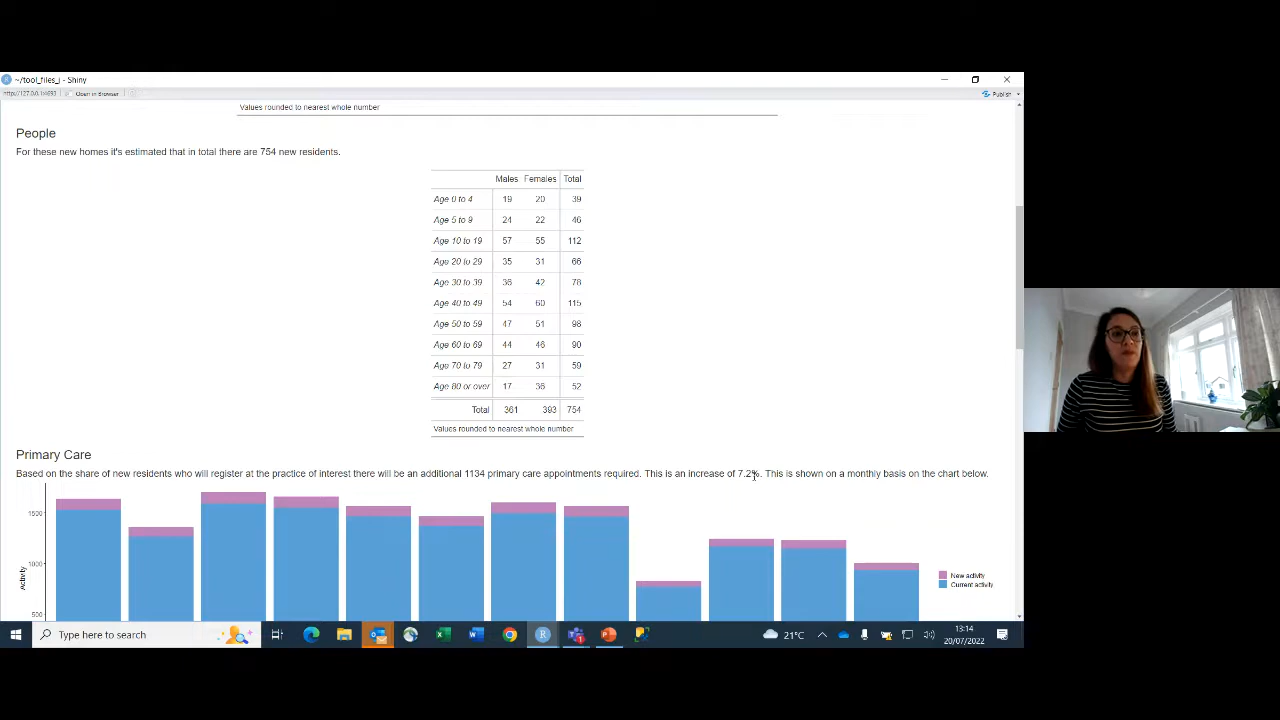 ~/tool_files_i - Shiny
http://127.0.0.1:4693
Open in Browser
Publish
Values rounded to nearest whole number
People
For these new homes it's estimated that in total there are 754 new residents.
Males Females Total
Age 0 to 4 19 20 39
Age 5 to 9 24 22 46
Age 10 to 19 57 55 112
Age 20 to 29 35 31 66
Age 30 to 39 36 42 78
Age 40 to 49 54 60 115
Age 50 to 59 47 51 98
Age 60 to 69 44 46 90
Age 70 to 79 27 31 59
Age 80 or over 17 36 52
Total 361 393 754
Values rounded to nearest whole number
Primary Care
Based on the share of new residents who will register at the practice of interest there will be an additional 1134 primary care appointments required. This is an increase of 7.2%. This is shown on a monthly basis on the chart below.
1500
1000
500
Activity
New activity
Current activity
Type here to search
21°C
13:14
20/07/2022